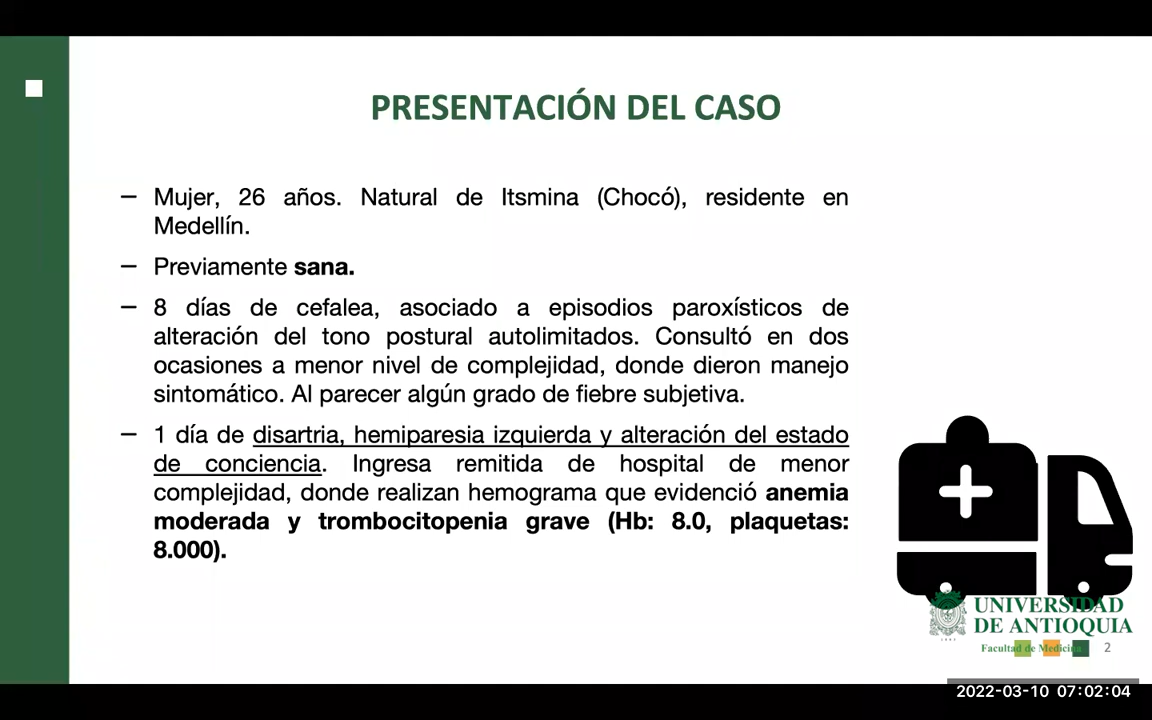 PRESENTACIÓN DEL CASO
– Mujer, 26 años. Natural de Itsmina (Chocó), residente en
Medellín.
– Previamente sana.
– 8 días de cefalea, asociado a episodios paroxísticos de
alteración del tono postural autolimitados. Consultó en dos
ocasiones a menor nivel de complejidad, donde dieron manejo
sintomático. Al parecer algún grado de fiebre subjetiva.
– 1 día de disartria, hemiparesia izquierda y alteración del estado
de conciencia. Ingresa remitida de hospital de menor
complejidad, donde realizan hemograma que evidenció anemia
moderada y trombocitopenia grave (Hb: 8.0, plaquetas:
8.000).
UNIVERSIDAD
DE ANTIOQUIA
Facultad de Medicina
2
2022-03-10 07:02:04